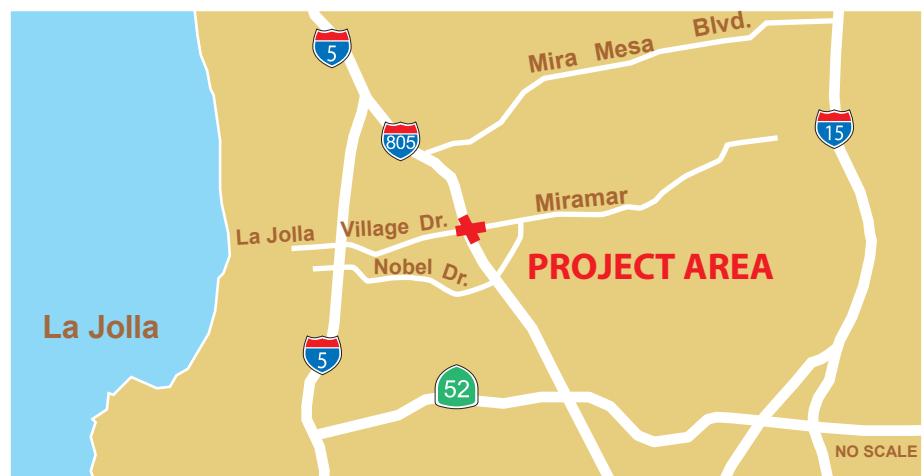 5
Mira Mesa Blvd.
805
15
Miramar
La Jolla Village Dr.
Nobel Dr.
PROJECT AREA
La Jolla
5
52
NO SCALE